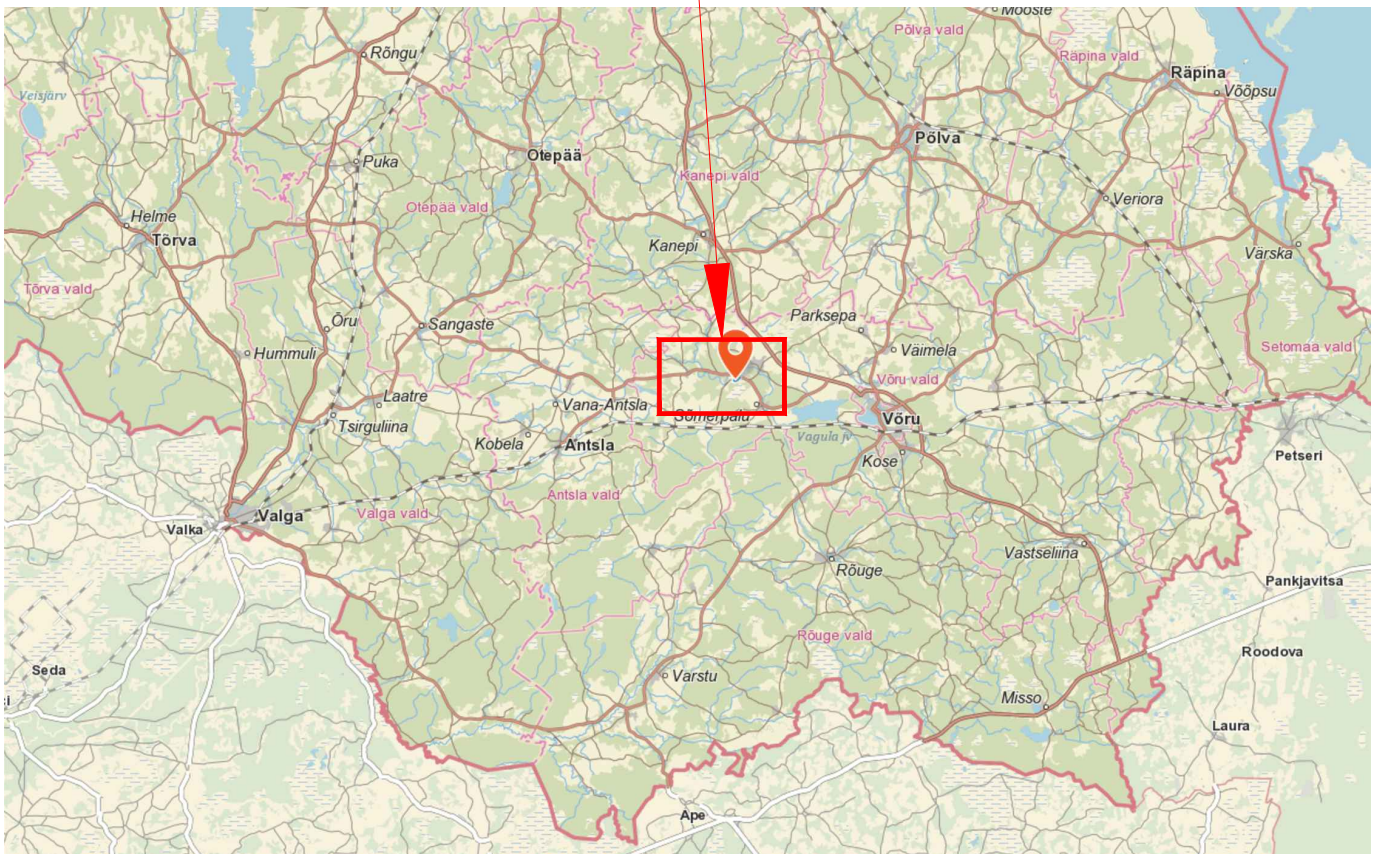 Mooste
Põlva vald
Rõngu
Räpina vald
Räpina
Veisjärv
Võõpsu
Põlva
Otepää
Puka
Kanepi vald
Veriora
Otepää vald
Helme
Tõrva
Kanepi
Värska
Tõrva vald
Parksepa
Õru
Sangaste
Hummuli
Väimela
Setomaa vald
Võru vald
Laatre
Vana-Antsla
Sõmerpalu
Tsirguliina
Võru
Kobela
Antsla
Vagula jv
Kose
Petseri
Antsla vald
Valga
Valga vald
Valka
Vastseliina
Rõuge
Pankjavitsa
Rõuge vald
Roodova
Seda
Varstu
Misso
Laura
Ape